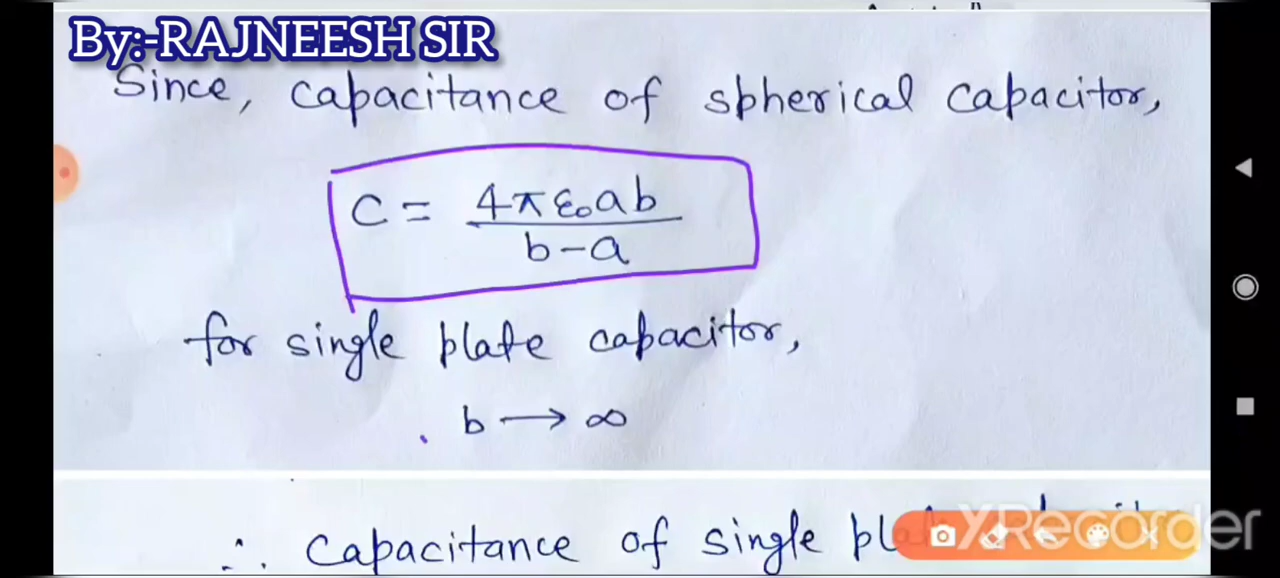 By:-RAJNEESH SIR
Since, capacitance of spherical capacitor,
C = 4πε₀ab / b-a
for single plate capacitor,
b → ∞
∴ capacitance of single
XRecorder